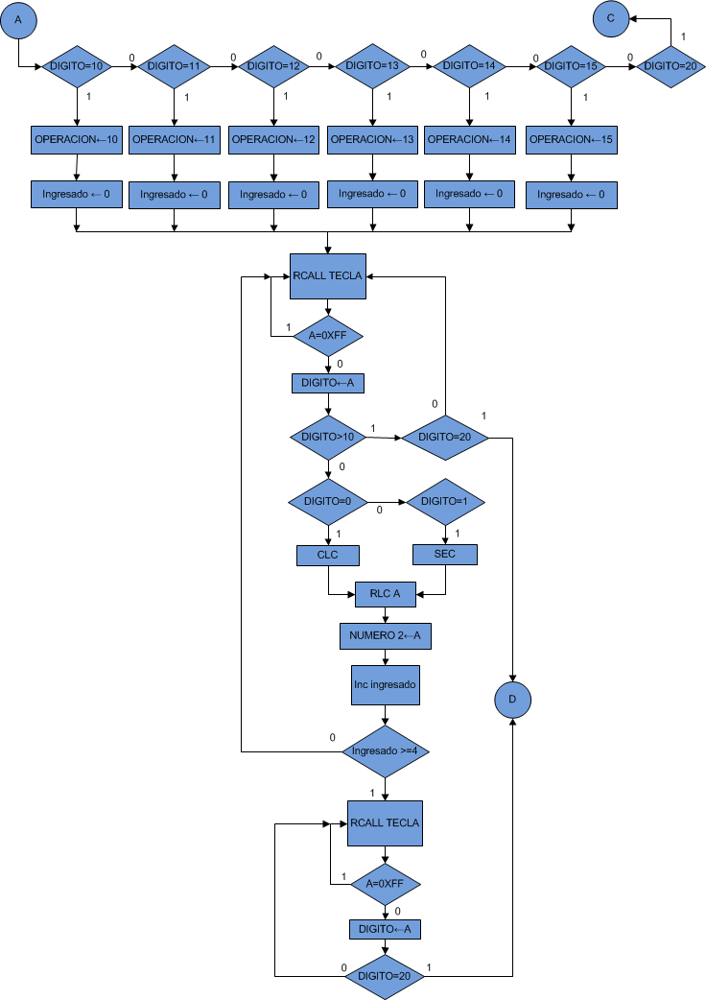 A
C
1
DIGITO=10
0
DIGITO=11
0
DIGITO=12
0
DIGITO=13
0
DIGITO=14
0
DIGITO=15
0
DIGITO=20
1
1
1
1
1
1
OPERACION←10
OPERACION←11
OPERACION←12
OPERACION←13
OPERACION←14
OPERACION←15
Ingresado ← 0
Ingresado ← 0
Ingresado ← 0
Ingresado ← 0
Ingresado ← 0
Ingresado ← 0
RCALL TECLA
1
A=0XFF
0
DIGITO←A
0
1
DIGITO>10
1
DIGITO=20
0
DIGITO=0
0
DIGITO=1
1
1
CLC
SEC
RLC A
NUMERO 2←A
Inc ingresado
D
0
Ingresado >=4
1
RCALL TECLA
1
A=0XFF
0
DIGITO←A
0
DIGITO=20
1